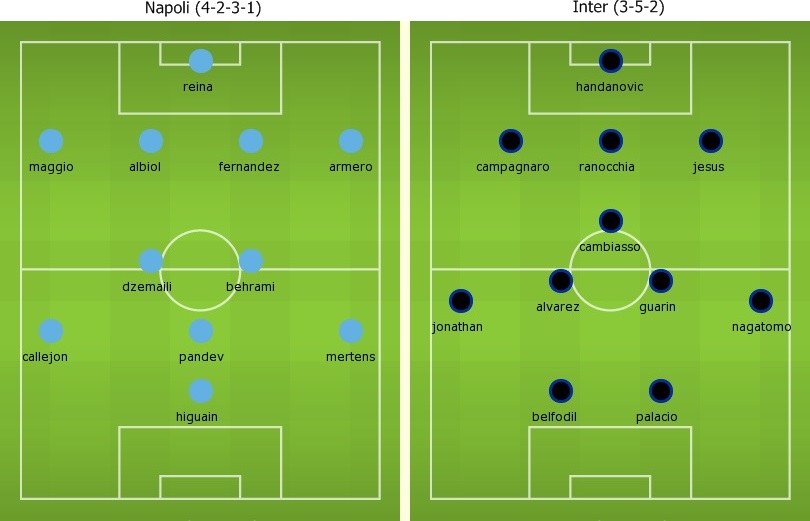 Napoli (4-2-3-1)
reina
maggio albiol fernandez armero
dzemaili behrami
callejon pandev mertens
higuain
Inter (3-5-2)
handanovic
campagnaro ranocchia jesus
cambiasso
alvarez guarin
jonathan nagatomo
belfodil palacio